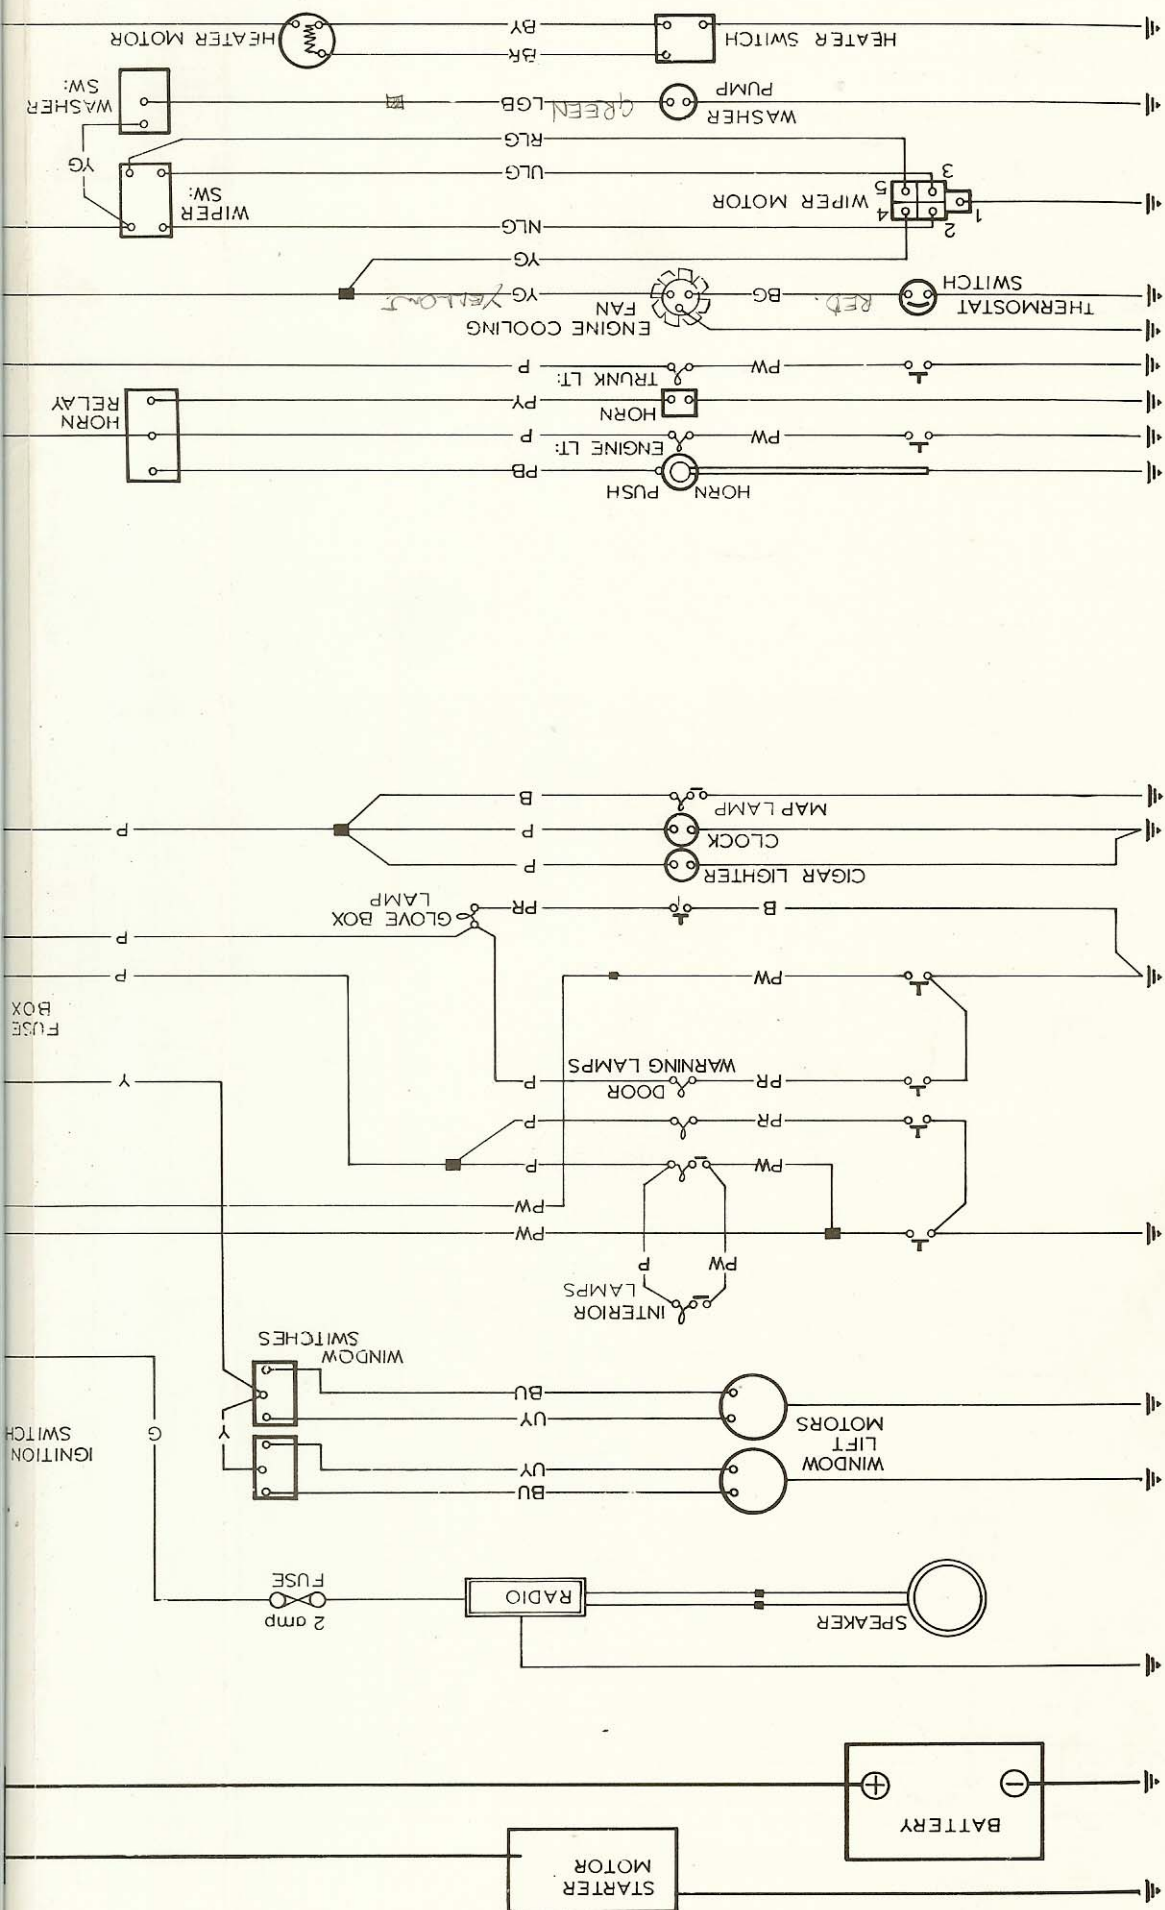 STARTER
MOTOR
BATTERY
+
−
SPEAKER
RADIO
2 amp
FUSE
BU
UY
WINDOW
LIFT
MOTORS
IGNITION
SWITCH
Y
G
UY
BU
WINDOW
SWITCHES
INTERIOR
LAMPS
PW
P
PW
PW
PW
P
PR
P
DOOR
WARNING LAMPS
PR
P
Y
FUSE
BOX
PW
P
P
B
PR
GLOVE BOX
LAMP
CIGAR LIGHTER
P
CLOCK
P
P
MAP LAMP
B
HORN
PUSH
PB
ENGINE LT:
PW
P
HORN
PY
HORN
RELAY
TRUNK LT:
PW
P
ENGINE COOLING
FAN
THERMOSTAT
SWITCH
RED.
BG
YG
YELLOW.
YG
1
2
4
WIPER MOTOR
3
5
NLG
ULG
RLG
WIPER
SW:
YG
WASHER
PUMP
GREEN
LGB
WASHER
SW:
HEATER SWITCH
BR
BY
HEATER MOTOR